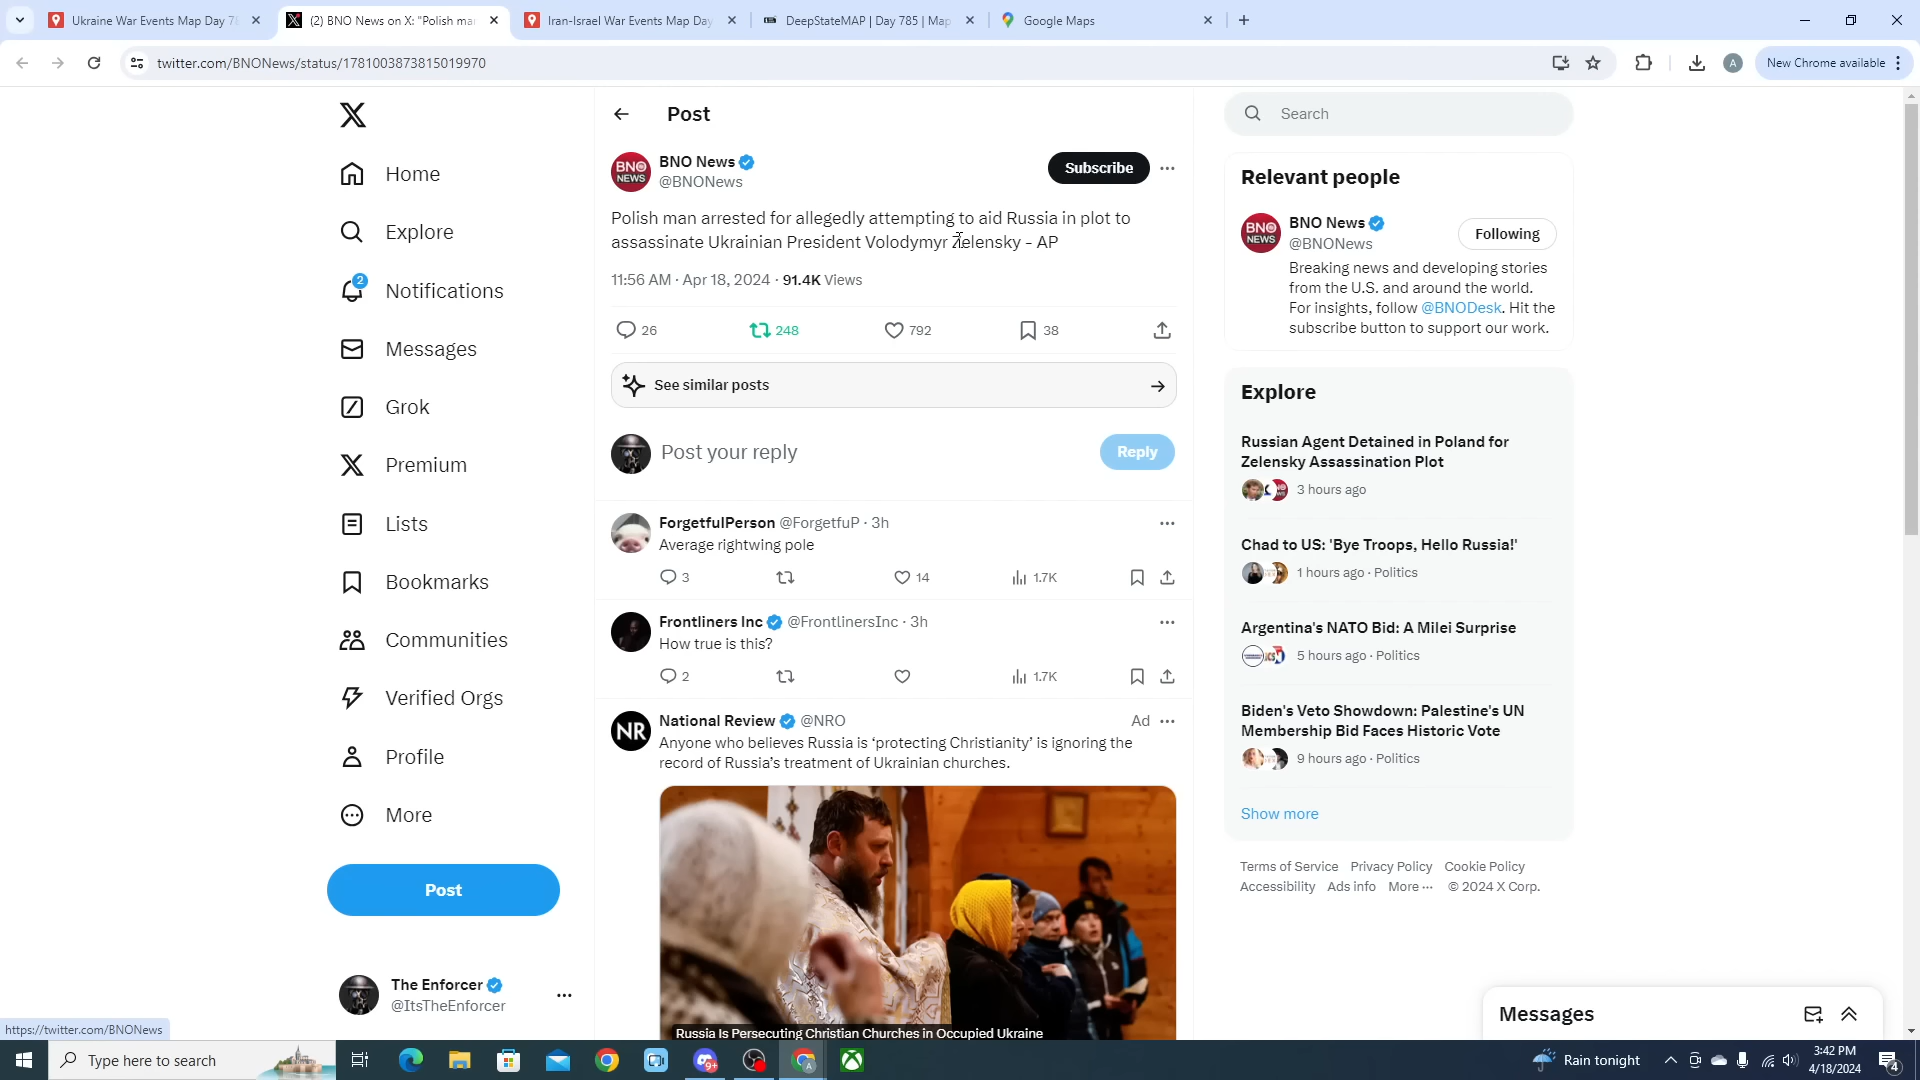 Ukraine War Events Map Day 78
(2) BNO News on X: "Polish ma
Iran-Israel War Events Map Day
DeepStateMAP | Day 785 | Map
Google Maps
twitter.com/BNONews/status/1781003873815019970
A
New Chrome available
Home
Explore
2
Notifications
Messages
Grok
Premium
Lists
Bookmarks
Communities
Verified Orgs
Profile
More
Post
The Enforcer
@ItsTheEnforcer
https://twitter.com/BNONews
Post
BNO NEWS
BNO News
@BNONews
Subscribe
Polish man arrested for allegedly attempting to aid Russia in plot to
assassinate Ukrainian President Volodymyr Zelensky - AP
11:56 AM · Apr 18, 2024 · 91.4K Views
26 248 792 38
See similar posts
Post your reply
Reply
ForgetfulPerson @ForgetfuP · 3h
Average rightwing pole
3 14 1.7K
Frontliners Inc @FrontlinersInc · 3h
How true is this?
2 1.7K
NR
National Review @NRO
Ad
Anyone who believes Russia is ‘protecting Christianity’ is ignoring the
record of Russia’s treatment of Ukrainian churches.
Russia Is Persecuting Christian Churches in Occupied Ukraine
Search
Relevant people
BNO NEWS
BNO News
@BNONews
Following
Breaking news and developing stories
from the U.S. and around the world.
For insights, follow @BNODesk. Hit the
subscribe button to support our work.
Explore
Russian Agent Detained in Poland for
Zelensky Assassination Plot
3 hours ago
Chad to US: 'Bye Troops, Hello Russia!'
1 hours ago · Politics
Argentina's NATO Bid: A Milei Surprise
5 hours ago · Politics
Biden's Veto Showdown: Palestine's UN
Membership Bid Faces Historic Vote
9 hours ago · Politics
Show more
Terms of Service Privacy Policy Cookie Policy
Accessibility Ads info More ··· © 2024 X Corp.
Messages
Type here to search
9+
A
Rain tonight
3:42 PM
4/18/2024
4